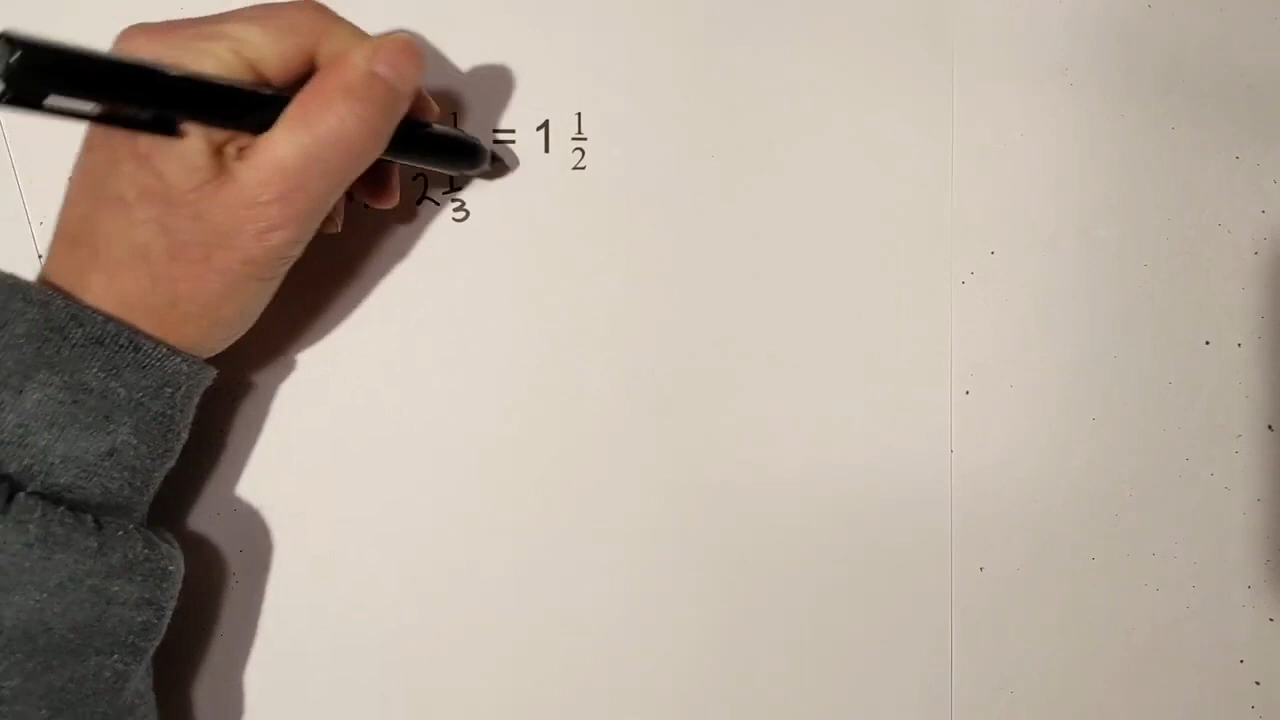 = 1 1/2
2 1/3